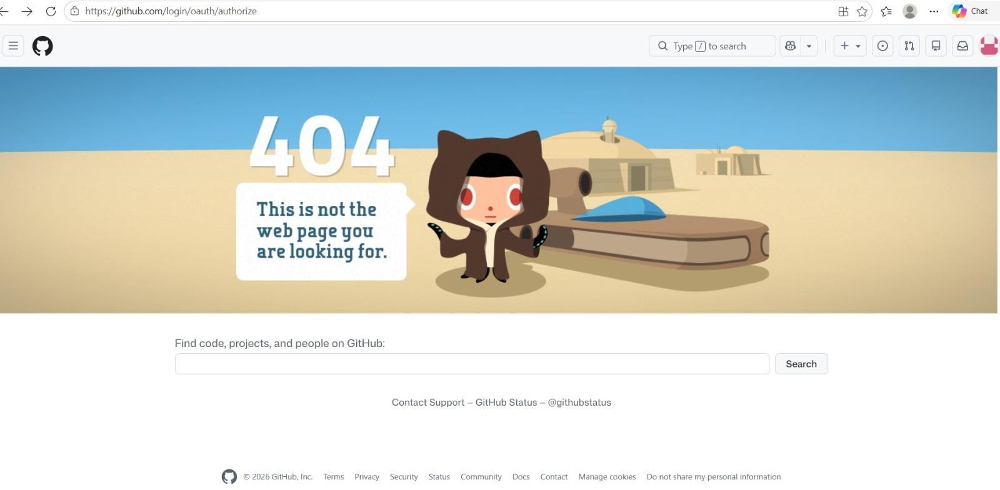 https://github.com/login/oauth/authorize
Chat
Type / to search
404
This is not the
web page you
are looking for.
Find code, projects, and people on GitHub:
Search
Contact Support – GitHub Status – @githubstatus
© 2026 GitHub, Inc. Terms Privacy Security Status Community Docs Contact Manage cookies Do not share my personal information